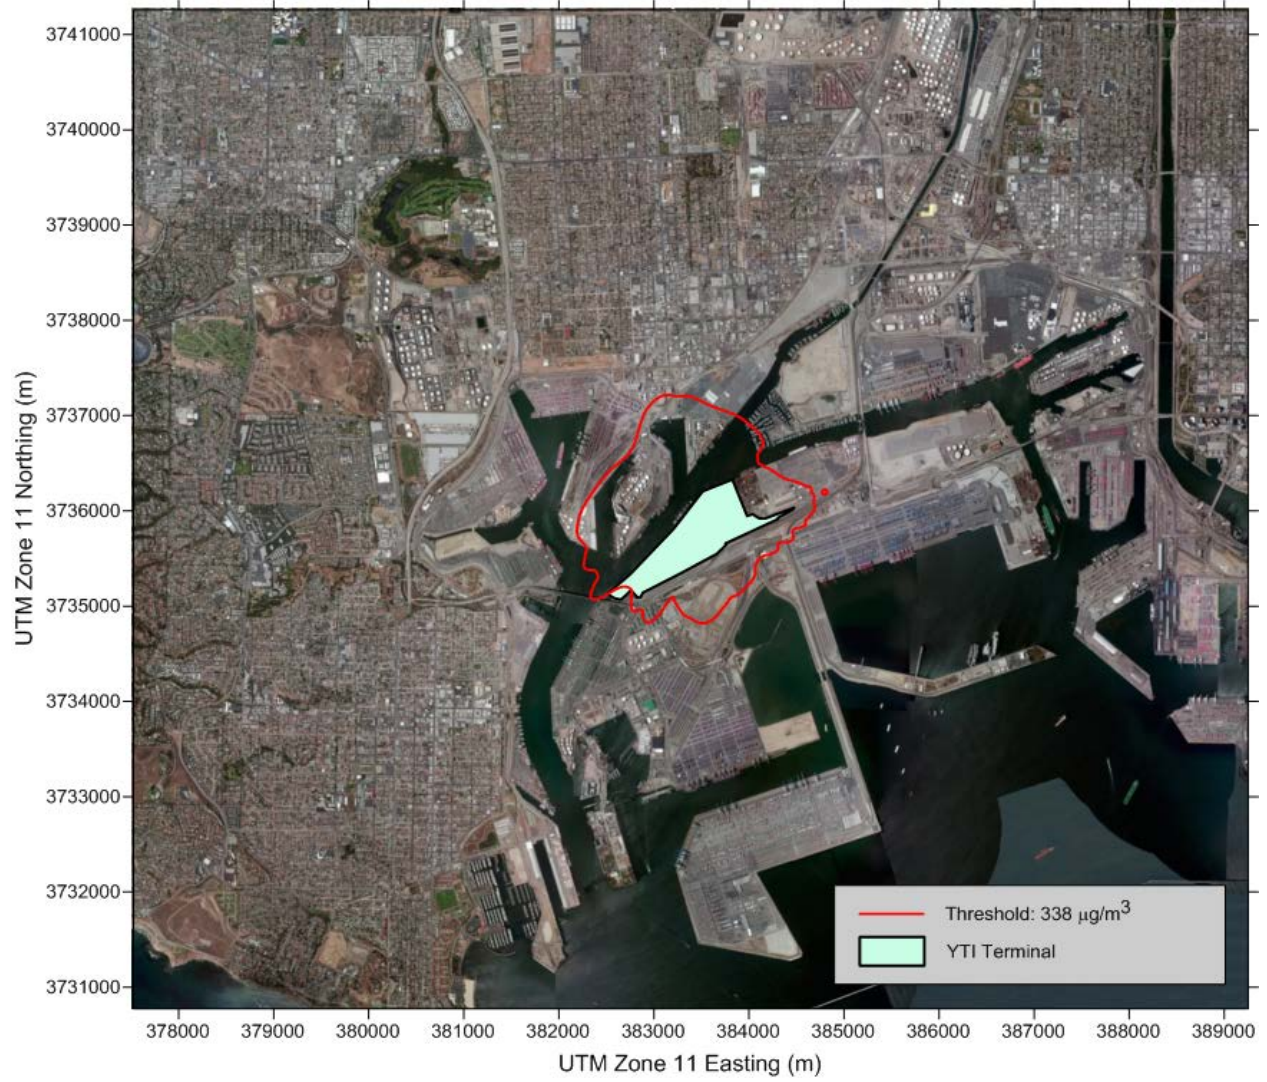 3741000
3740000
3739000
3738000
3737000
3736000
3735000
3734000
3733000
3732000
3731000
UTM Zone 11 Northing (m)
Threshold: 338 µg/m³
YTI Terminal
378000 379000 380000 381000 382000 383000 384000 385000 386000 387000 388000 389000
UTM Zone 11 Easting (m)